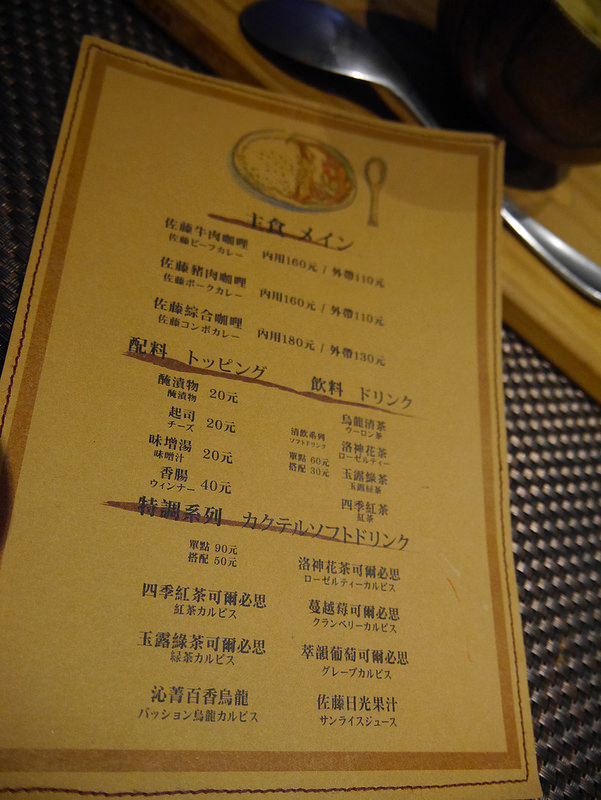 主食 メイン
佐藤牛肉咖哩 內用160元 / 外帶110元
佐藤ビーフカレー
佐藤豬肉咖哩 內用160元 / 外帶110元
佐藤ポークカレー
佐藤綜合咖哩 內用180元 / 外帶130元
佐藤コンボカレー
配料 トッピング
醃漬物 20元
醃漬物
起司 20元
チーズ
味增湯 20元
味噌汁
香腸 40元
ウィンナー
飲料 ドリンク
清飲系列
ソフトドリンク
單點 60元
搭配 30元
烏龍清茶
ウーロン茶
洛神花茶
ローゼルティー
玉露綠茶
玉露緑茶
四季紅茶
紅茶
特調系列 カクテルソフトドリンク
單點 90元
搭配 50元
洛神花茶可爾必思
ローゼルティーカルピス
四季紅茶可爾必思
紅茶カルピス
蔓越莓可爾必思
クランベリーカルピス
玉露綠茶可爾必思
緑茶カルピス
萃韻葡萄可爾必思
グレープカルピス
沁菁百香烏龍
パッション烏龍カルピス
佐藤日光果汁
サンライスジュース